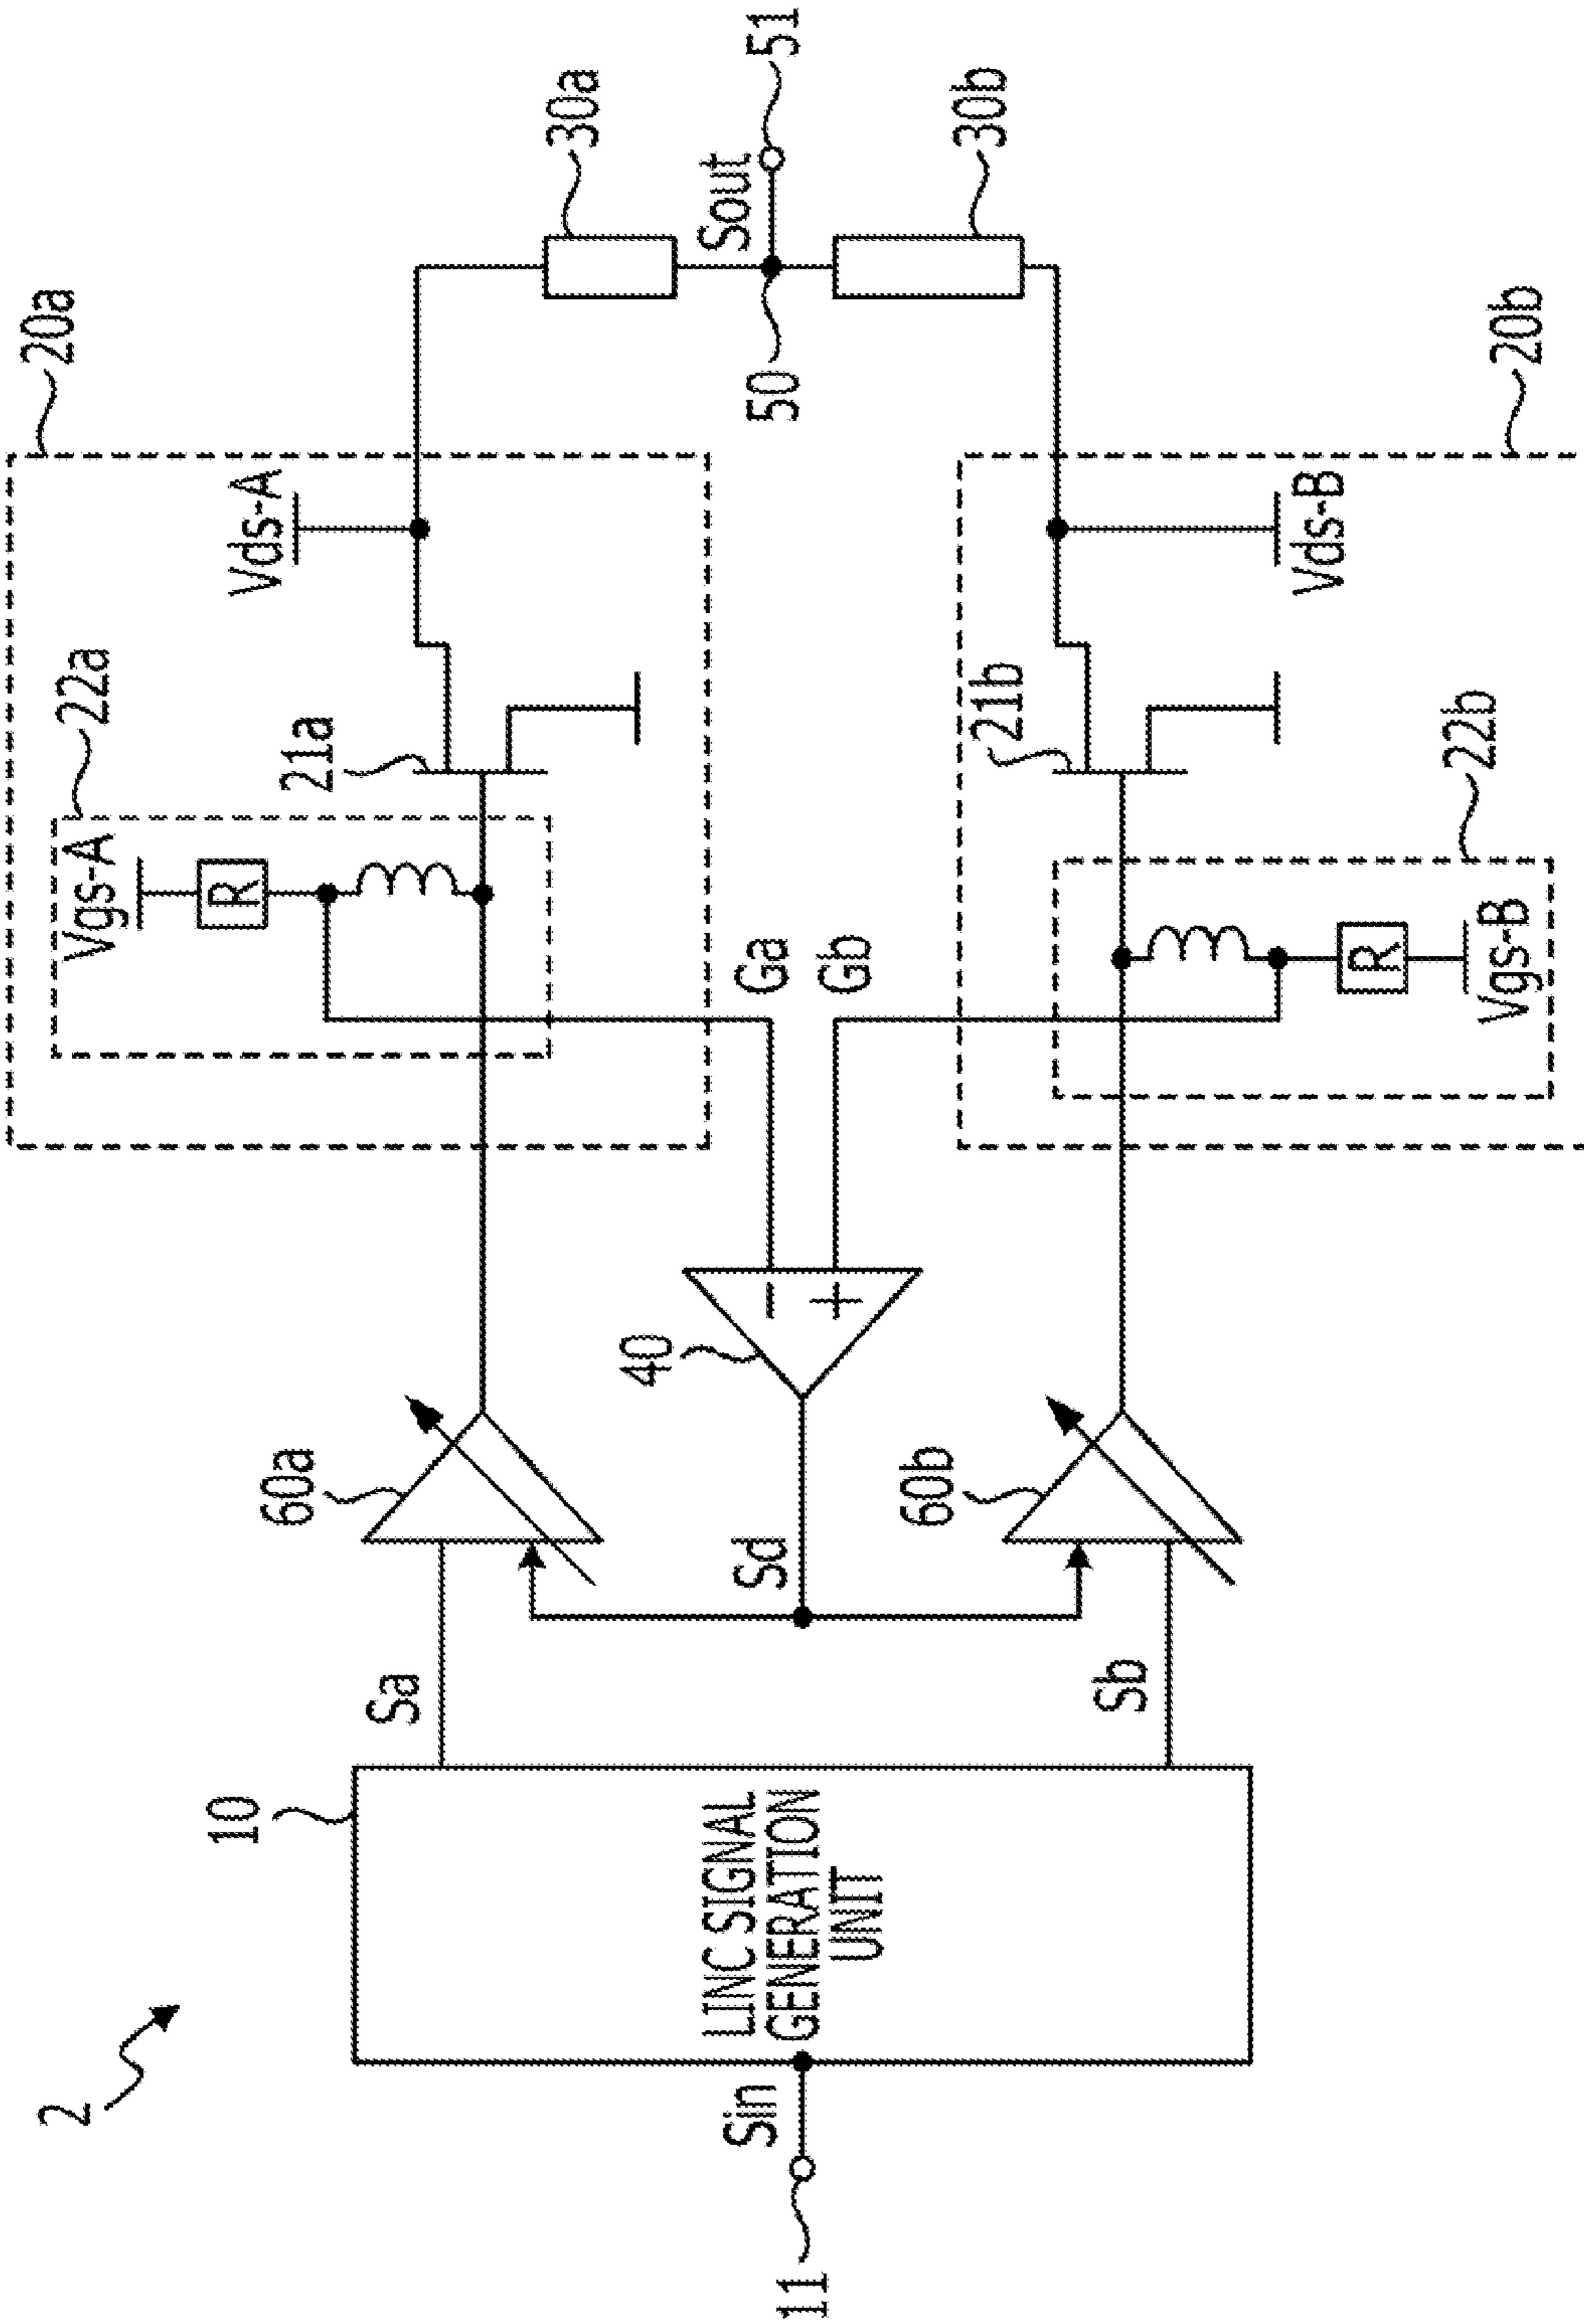 2
20a
22a
Vgs-A
R
Vds-A
21a
30a
10
60a
Sa
Ga
Gb
40
Sd
Sin
11
LINC SIGNAL
GENERATION
UNIT
Sout
51
50
30b
60b
Sb
21b
22b
R
Vgs-B
Vds-B
20b
−
+